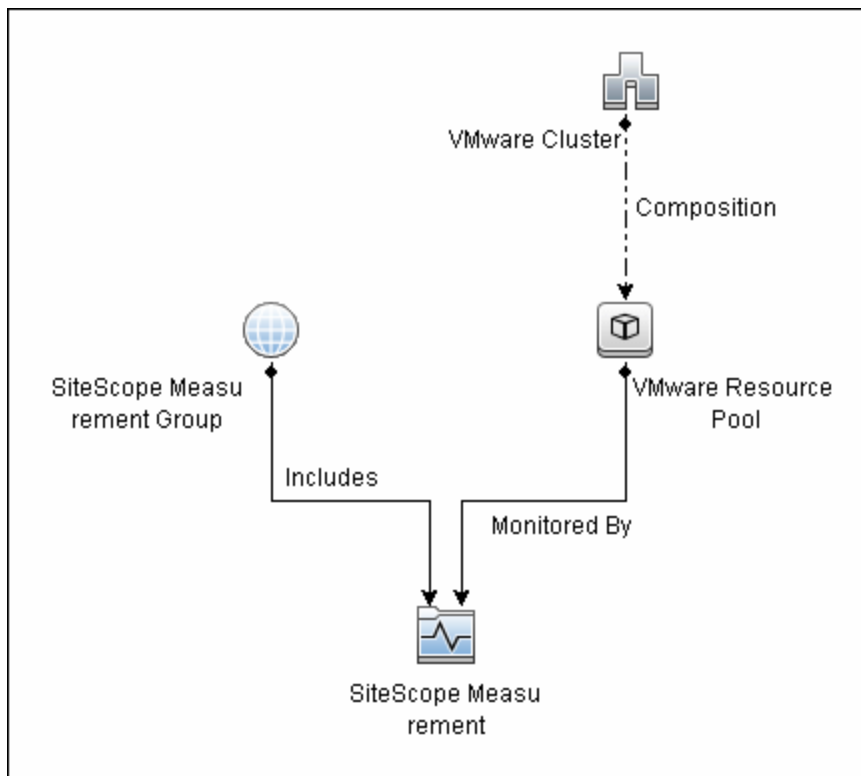 VMware Cluster
Composition
SiteScope Measu
rement Group
VMware Resource
Pool
Includes
Monitored By
SiteScope Measu
rement